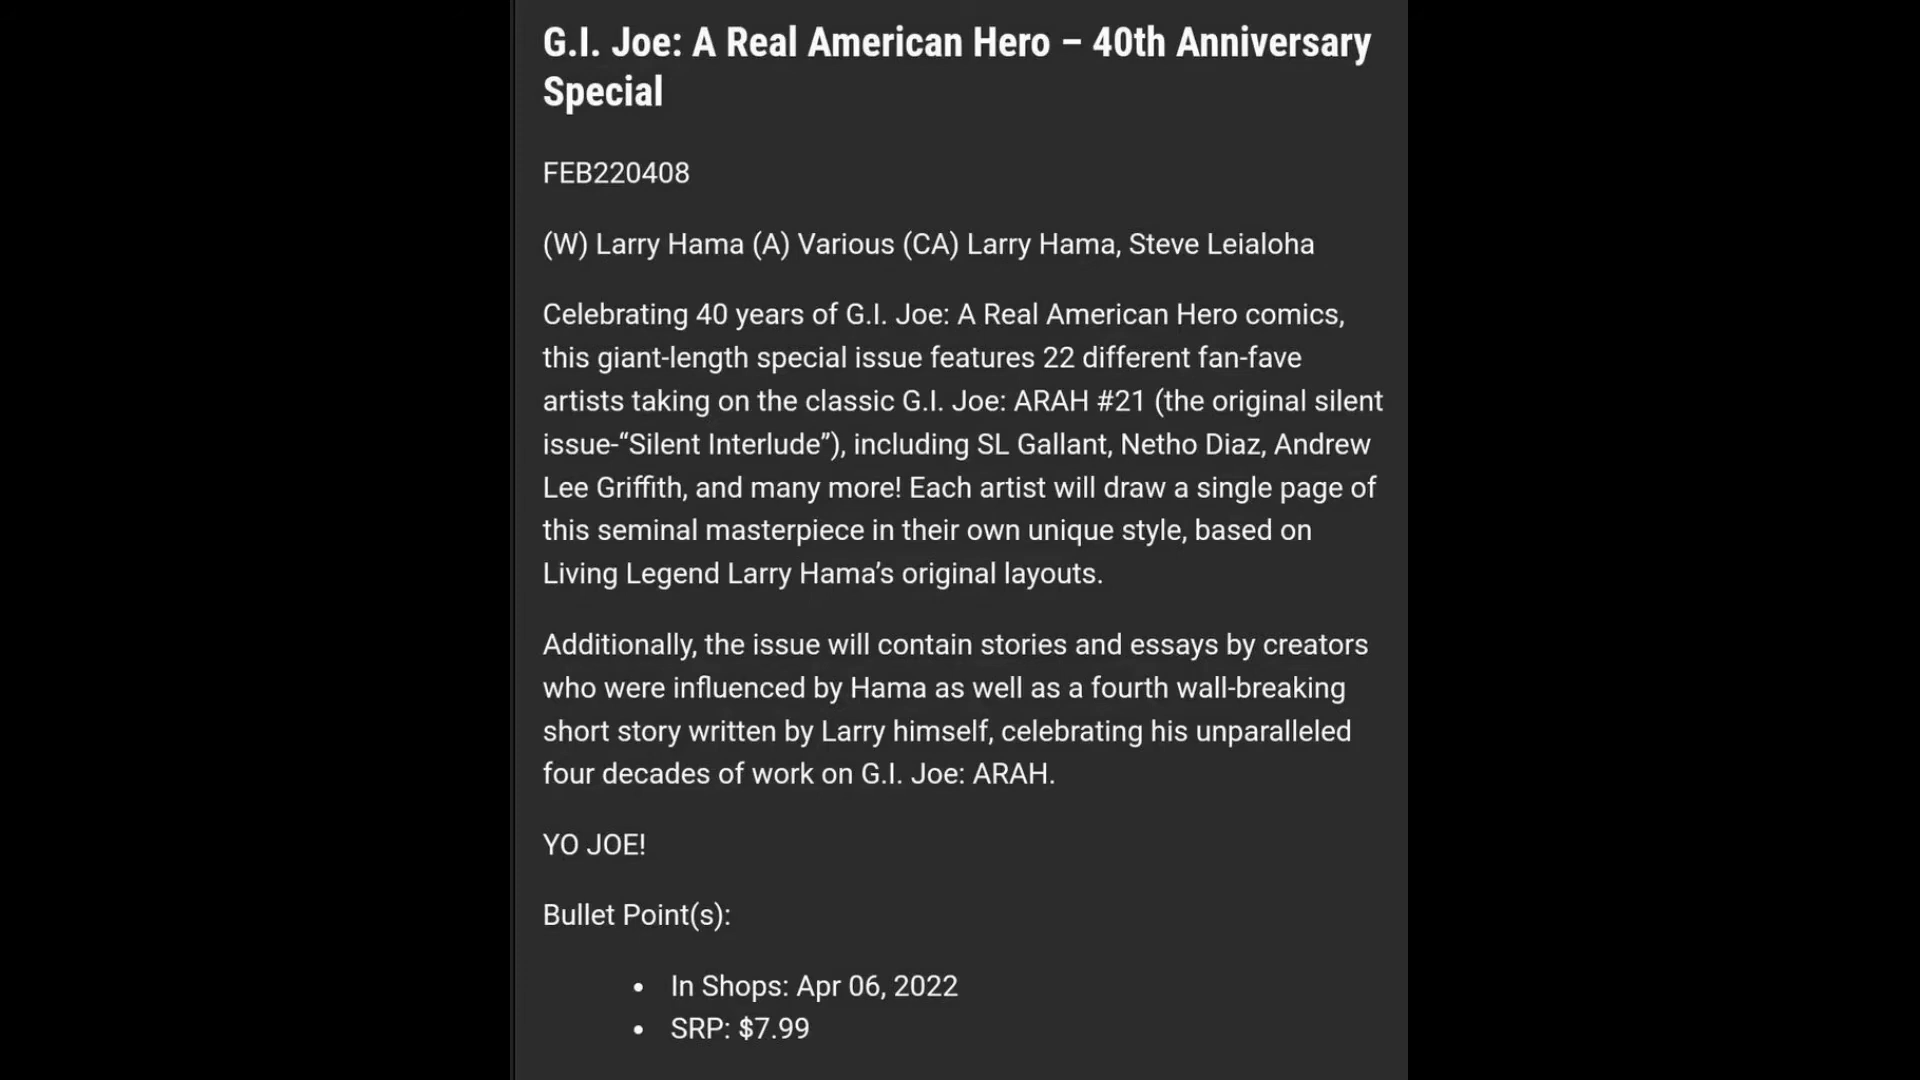 G.I. Joe: A Real American Hero – 40th Anniversary
Special
FEB220408
(W) Larry Hama (A) Various (CA) Larry Hama, Steve Leialoha
Celebrating 40 years of G.I. Joe: A Real American Hero comics,
this giant-length special issue features 22 different fan-fave
artists taking on the classic G.I. Joe: ARAH #21 (the original silent
issue-“Silent Interlude”), including SL Gallant, Netho Diaz, Andrew
Lee Griffith, and many more! Each artist will draw a single page of
this seminal masterpiece in their own unique style, based on
Living Legend Larry Hama’s original layouts.
Additionally, the issue will contain stories and essays by creators
who were influenced by Hama as well as a fourth wall-breaking
short story written by Larry himself, celebrating his unparalleled
four decades of work on G.I. Joe: ARAH.
YO JOE!
Bullet Point(s):
• In Shops: Apr 06, 2022
• SRP: $7.99